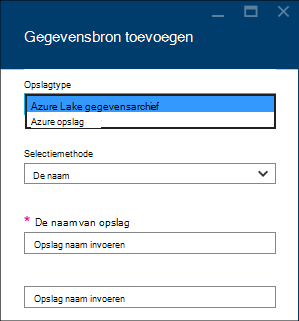 Gegevensbron toevoegen
Opslagtype
Azure Lake gegevensarchief
Azure opslag
Selectiemethode
De naam
* De naam van opslag
Opslag naam invoeren
Opslag naam invoeren